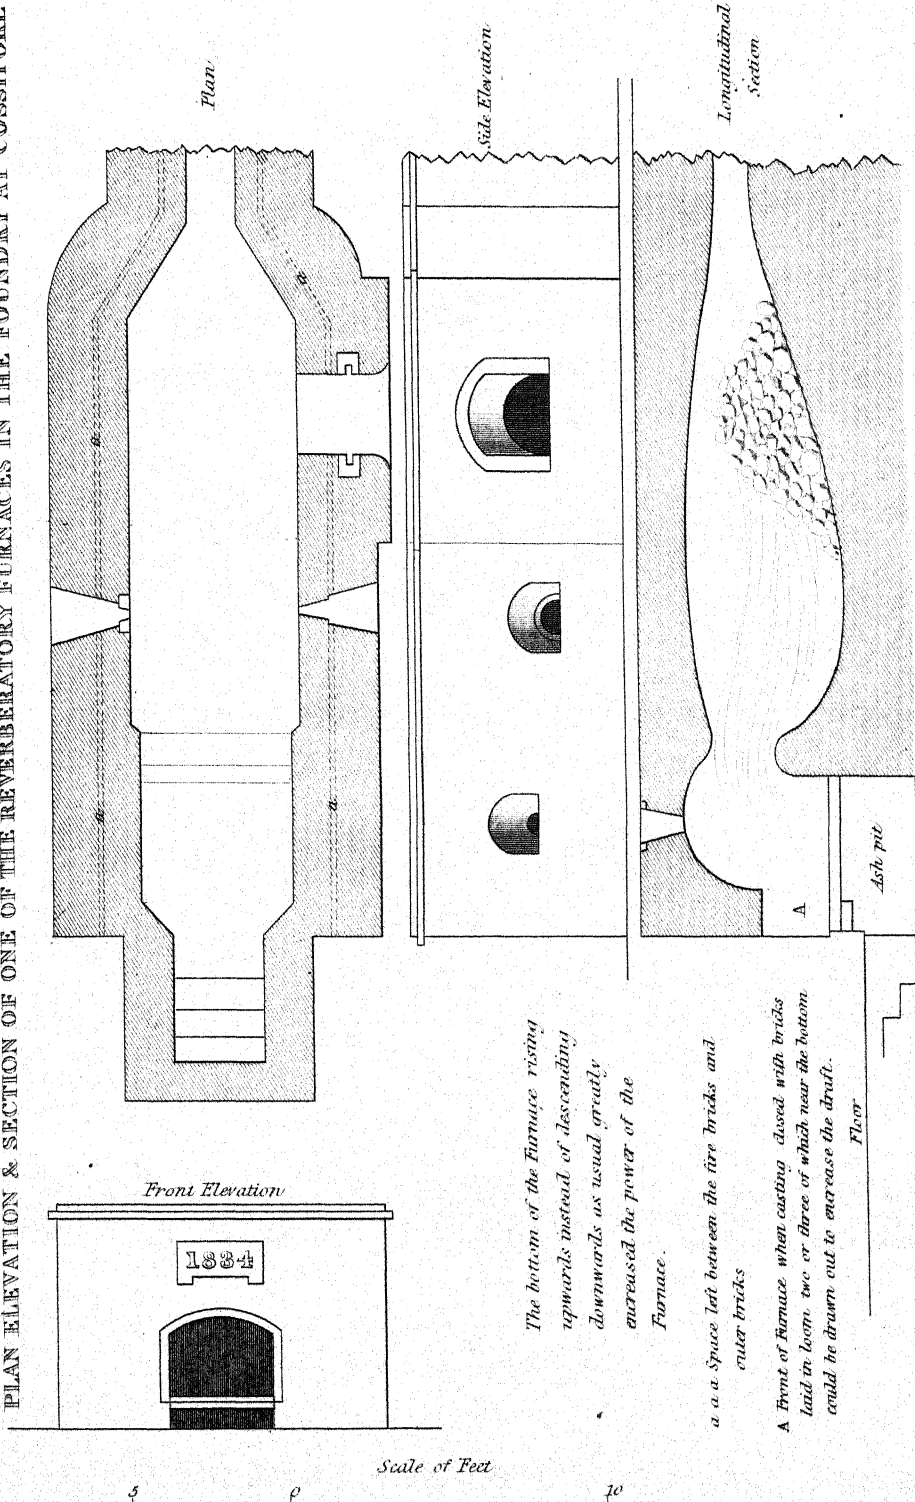 PLAN ELEVATION & SECTION OF ONE OF THE REVERBERATORY FURNACES IN THE FOUNDRY AT COSSIPORE
Plan
a
a
a
a
Side Elevation
Longitudinal
Section
A
Ash pit
Floor
Front Elevation
1834
The bottom of the Furnace rising
upwards instead of descending
downwards as usual greatly
encreased the power of the
Furnace.
a a a Space left between the fire bricks and
outer bricks
A Front of Furnace when casting closed with bricks
laid in loom two or three of which near the bottom
could be drawn out to encrease the draft.
Scale of Feet
5
0
10